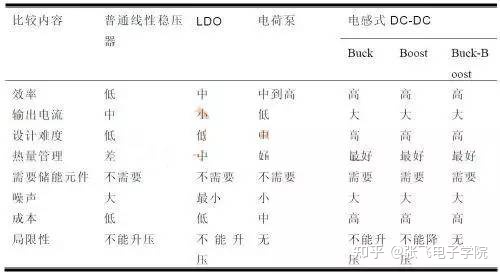 比较内容 普通线性稳压 LDO 电荷泵 电感式 DC-DC
器 Buck Boost Buck-B
oost
效率 低 中 中到高 高 高 高
输出电流 中 小 低 大 大 大
设计难度 低 低 中 高 高 高
热量管理 差 中 好 最好 最好 最好
需要储能元件 不需要 不需要 不需要 需要 需要 需要
噪声 大 最小 小 大 大 大
成本 低 低 中 高 高 高
局限性 不能升压 不能升 无 不能升 不能降 无
压 压 压
知乎 @张飞电子学院